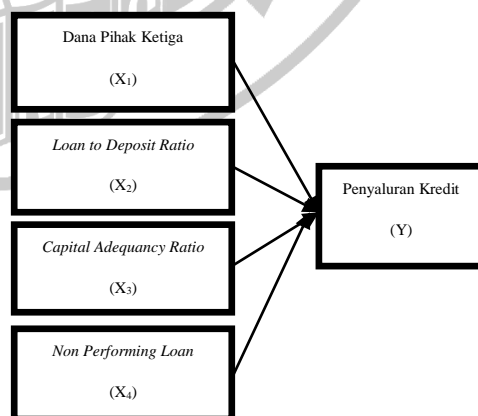 Dana Pihak Ketiga
(X₁)
Loan to Deposit Ratio
(X₂)
Capital Adequancy Ratio
(X₃)
Non Performing Loan
(X₄)
Penyaluran Kredit
(Y)